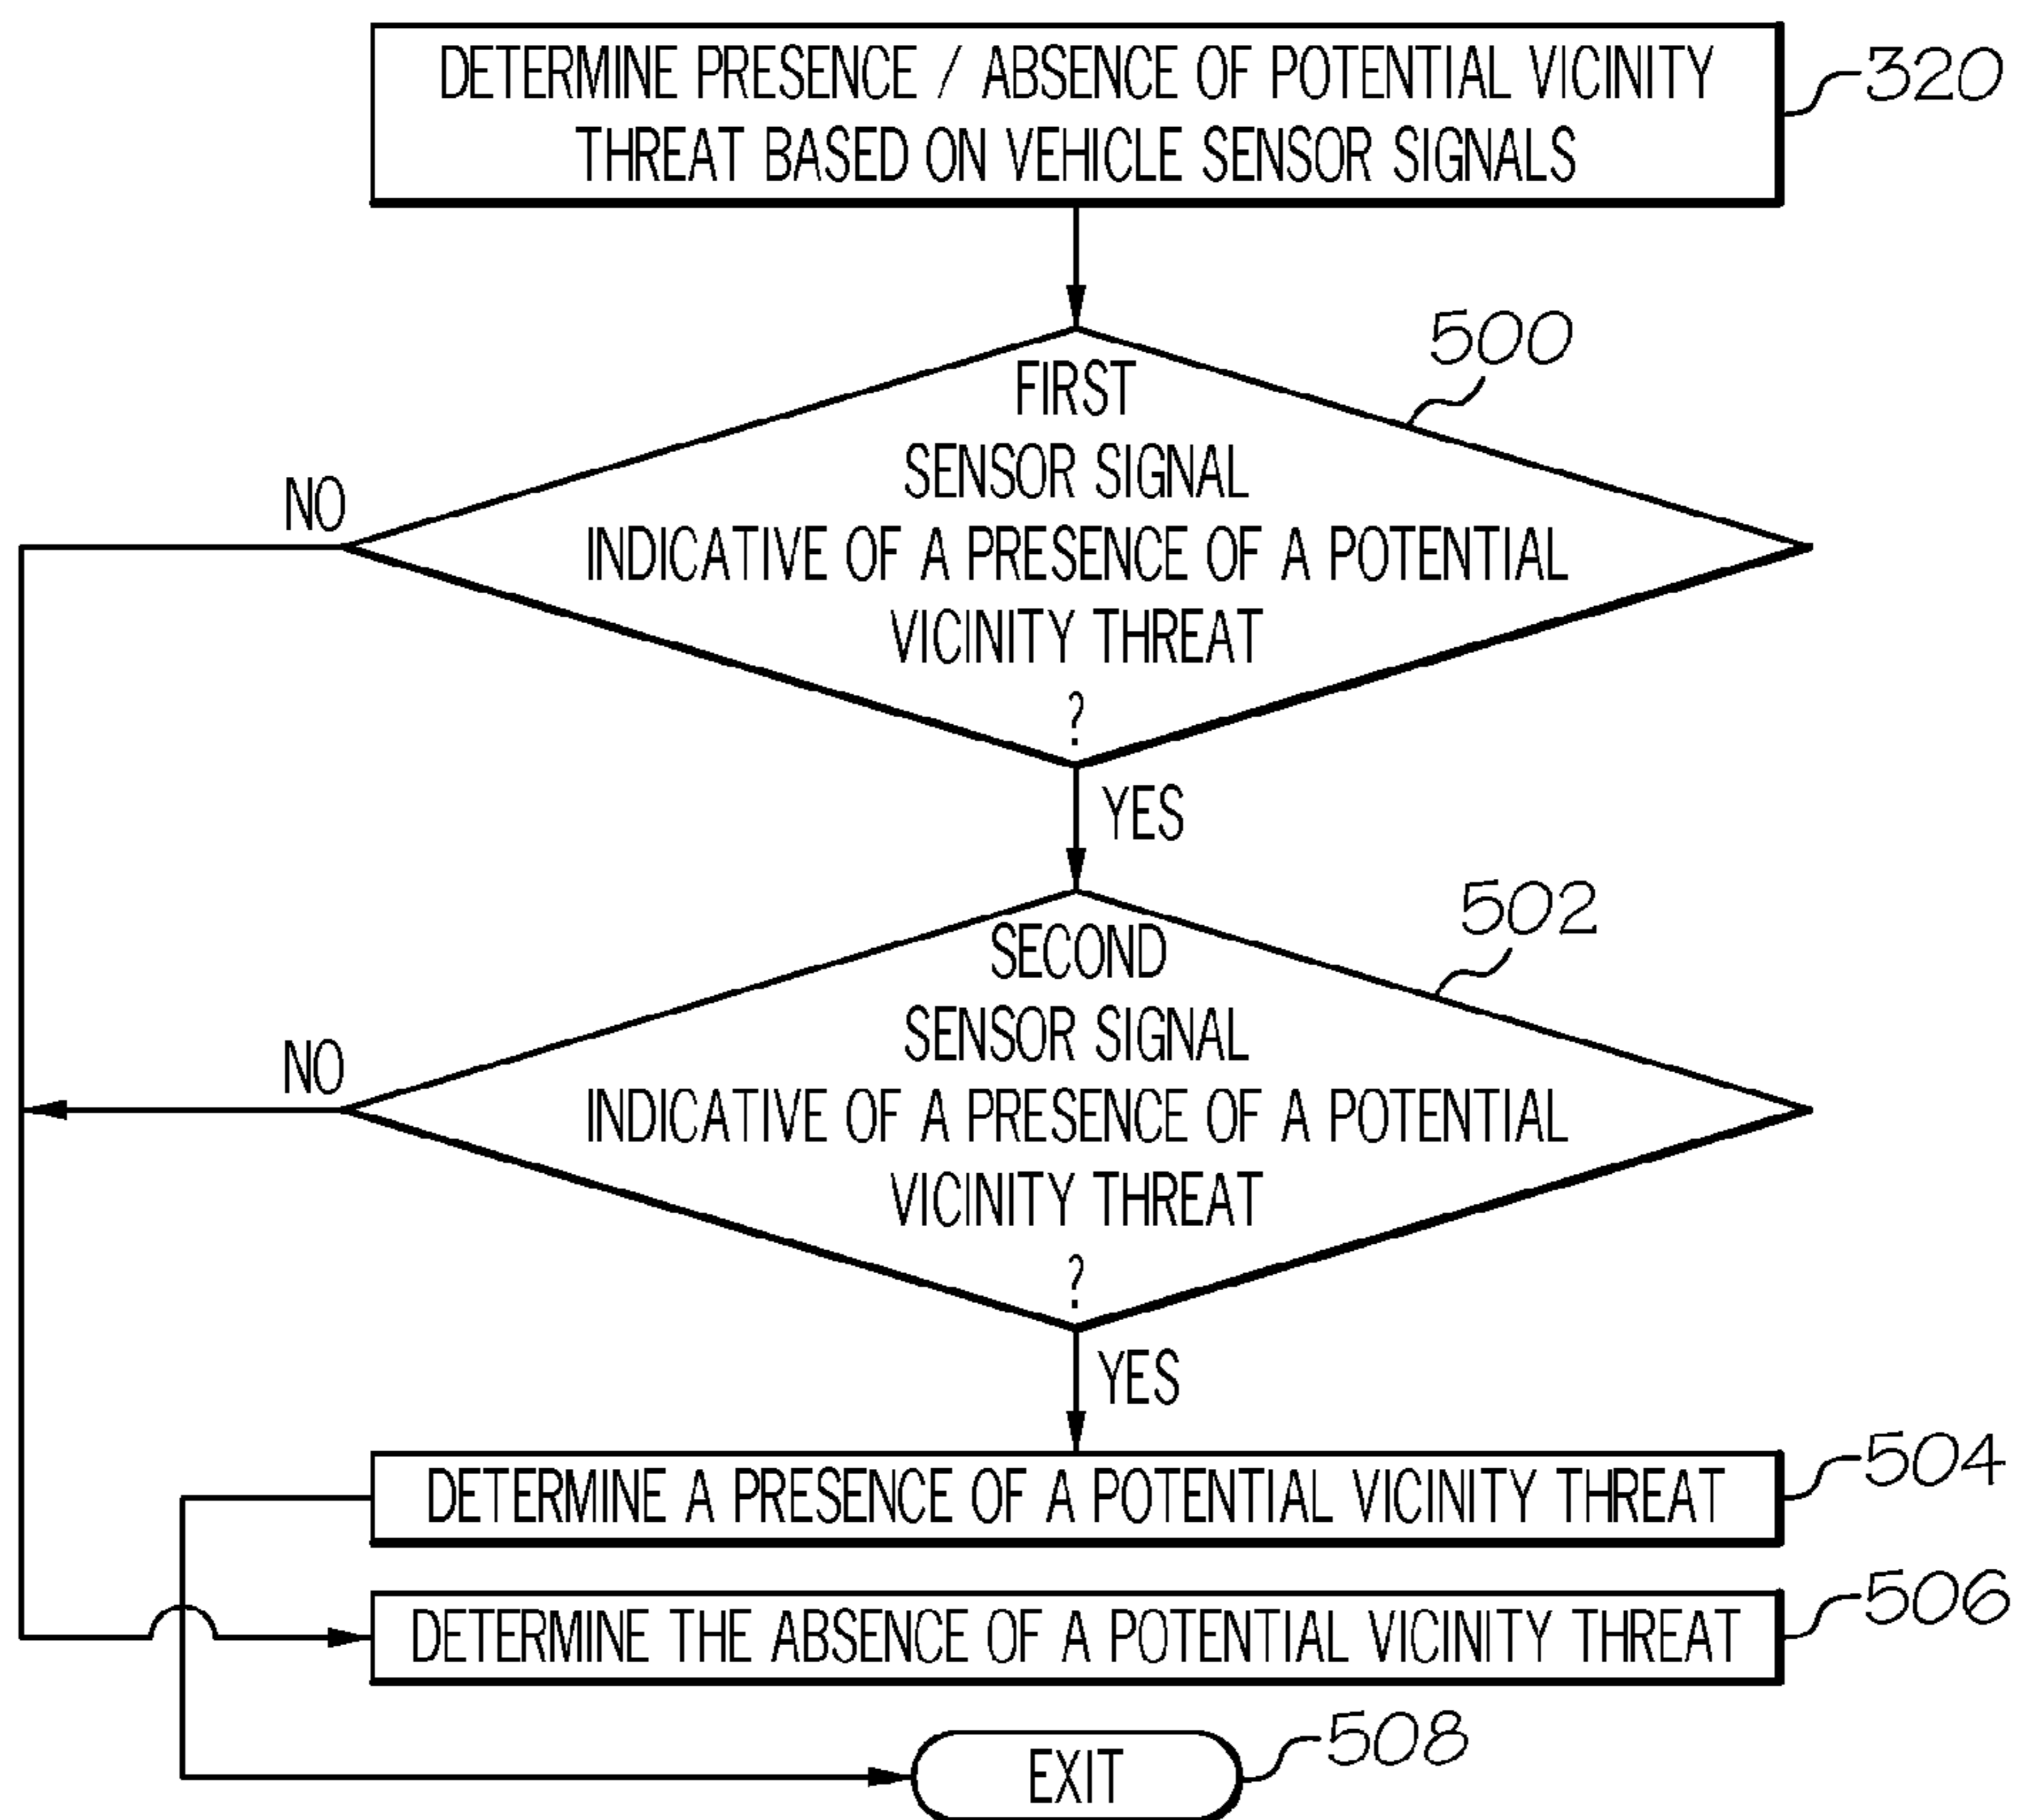 DETERMINE PRESENCE / ABSENCE OF POTENTIAL VICINITY
THREAT BASED ON VEHICLE SENSOR SIGNALS
320
500
FIRST
SENSOR SIGNAL
INDICATIVE OF A PRESENCE OF A POTENTIAL
VICINITY THREAT
?
NO
YES
502
SECOND
SENSOR SIGNAL
INDICATIVE OF A PRESENCE OF A POTENTIAL
VICINITY THREAT
?
NO
YES
DETERMINE A PRESENCE OF A POTENTIAL VICINITY THREAT
504
DETERMINE THE ABSENCE OF A POTENTIAL VICINITY THREAT
506
EXIT
508